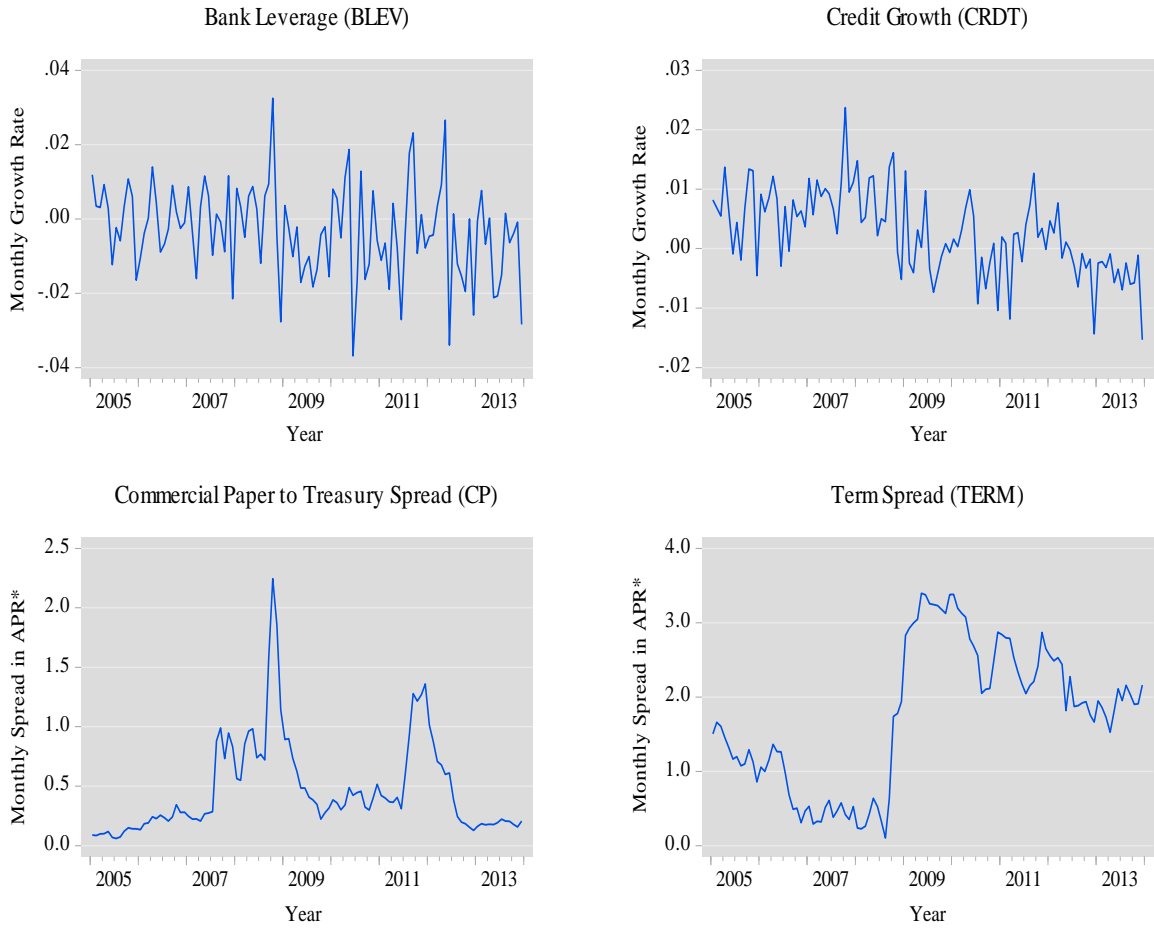 Bank Leverage (BLEV)
Monthly Growth Rate
.04
.02
.00
-.02
-.04
2005 2007 2009 2011 2013
Year
Credit Growth (CRDT)
Monthly Growth Rate
.03
.02
.01
.00
-.01
-.02
2005 2007 2009 2011 2013
Year
Commercial Paper to Treasury Spread (CP)
Monthly Spread in APR*
2.5
2.0
1.5
1.0
0.5
0.0
2005 2007 2009 2011 2013
Year
Term Spread (TERM)
Monthly Spread in APR*
4.0
3.0
2.0
1.0
0.0
2005 2007 2009 2011 2013
Year